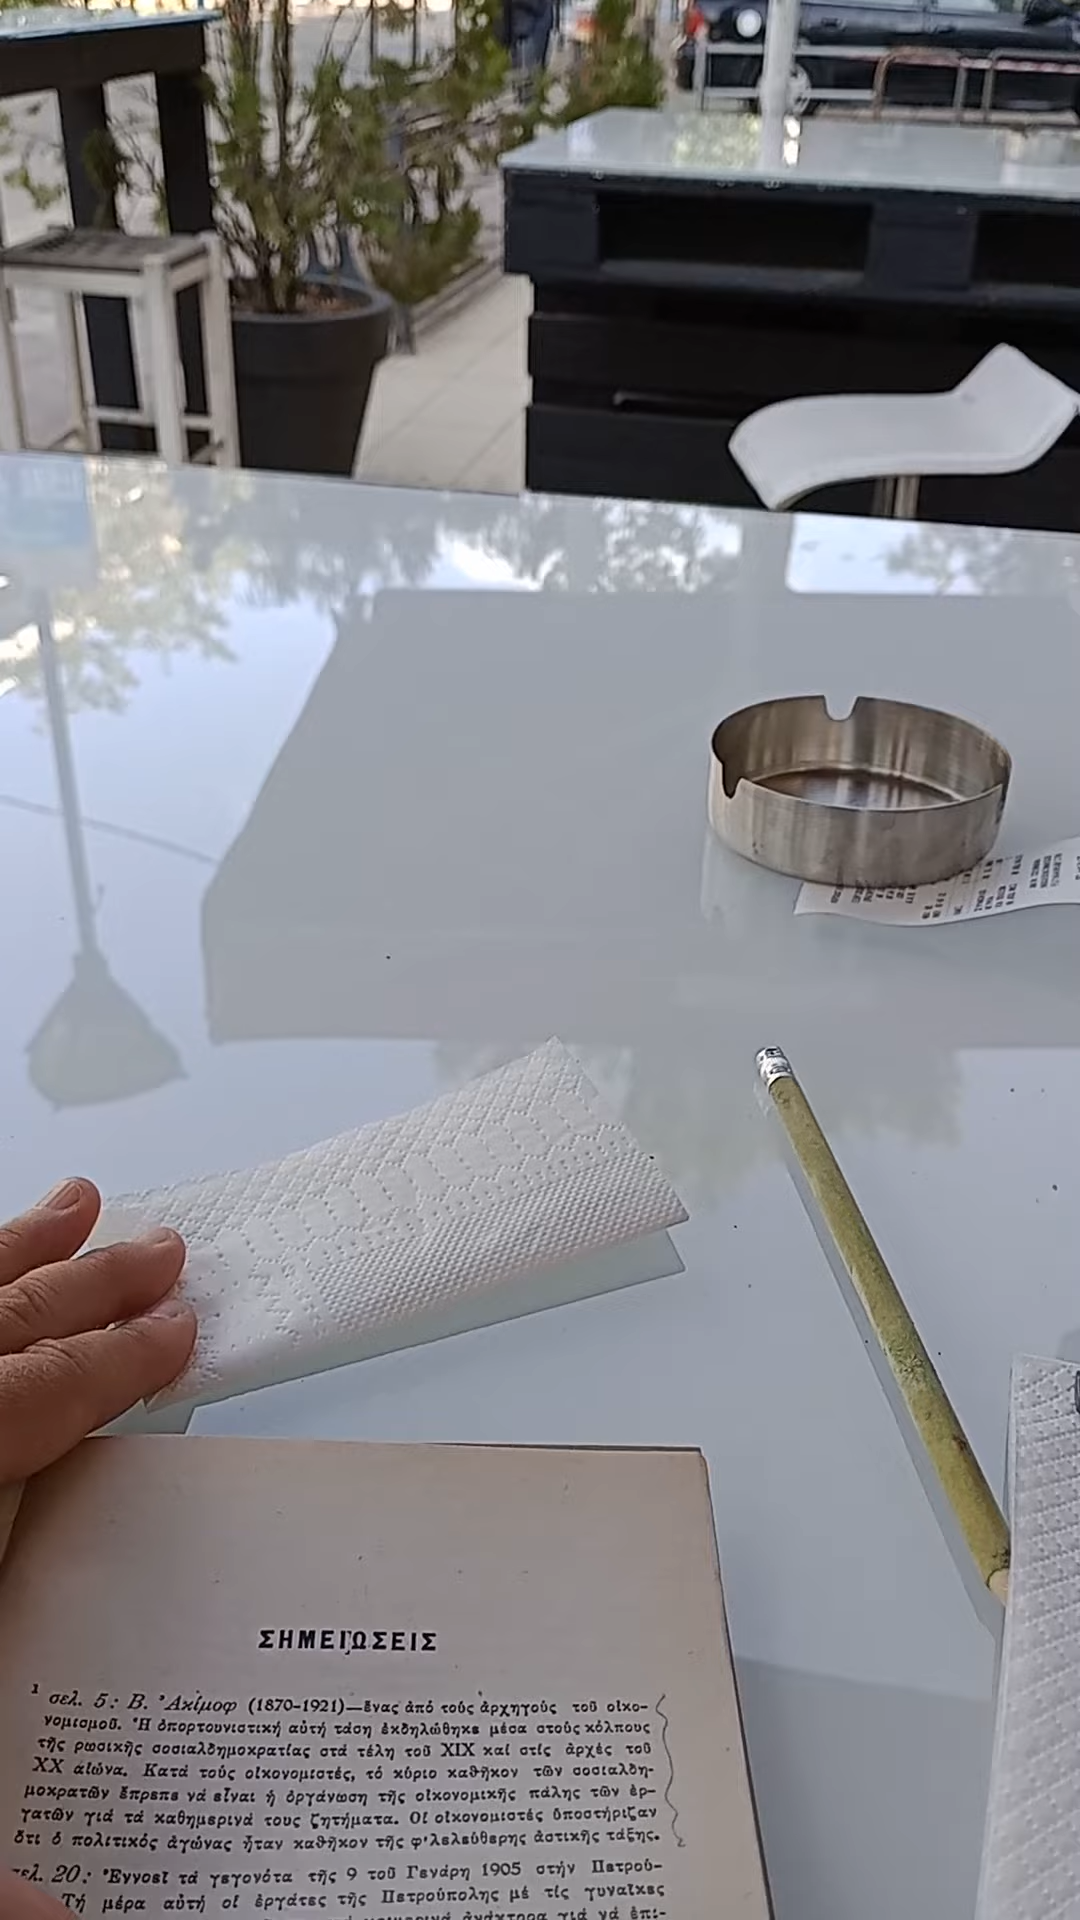 ΣΗΜΕΙΩΣΕΙΣ
¹ σελ. 5: Β. Ἀκίμοφ (1870-1921)—ἕνας ἀπό τούς ἀρχηγούς τοῦ οἰκο-
νομισμοῦ. Ἡ ὀπορτουνιστική αὐτή τάση ἐκδηλώθηκε μέσα στούς κόλπους
τῆς ρωσικῆς σοσιαλδημοκρατίας στά τέλη τοῦ XIX καί στίς ἀρχές τοῦ
XX αἰώνα. Κατά τούς οἰκονομιστές, τό κύριο καθῆκον τῶν σοσιαλδη-
μοκρατῶν ἔπρεπε νά εἶναι ἡ ὀργάνωση τῆς οἰκονομικῆς πάλης τῶν ἐρ-
γατῶν γιά τά καθημερινά τους ζητήματα. Οἱ οἰκονομιστές ὑποστήριζαν
ὅτι ὁ πολιτικός ἀγώνας ἦταν καθῆκον τῆς φιλελεύθερης ἀστικῆς τάξης.
σελ. 20: Ἐννοεῖ τά γεγονότα τῆς 9 τοῦ Γενάρη 1905 στήν Πετρού-
Τή μέρα αὐτή οἱ ἐργάτες τῆς Πετρούπολης μέ τίς γυναῖκες
ἀνάκτορα γιά νά ἐπι-